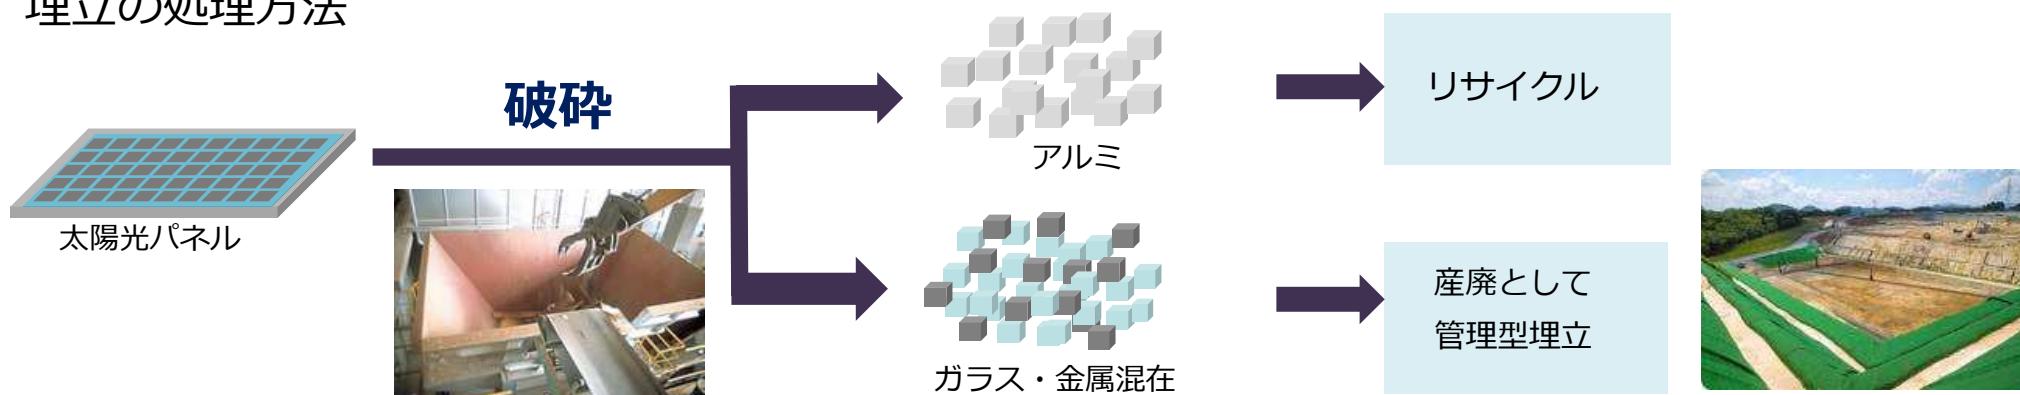 埋立の処理方法
破砕
太陽光パネル
アルミ
リサイクル
ガラス・金属混在
産廃として
管理型埋立